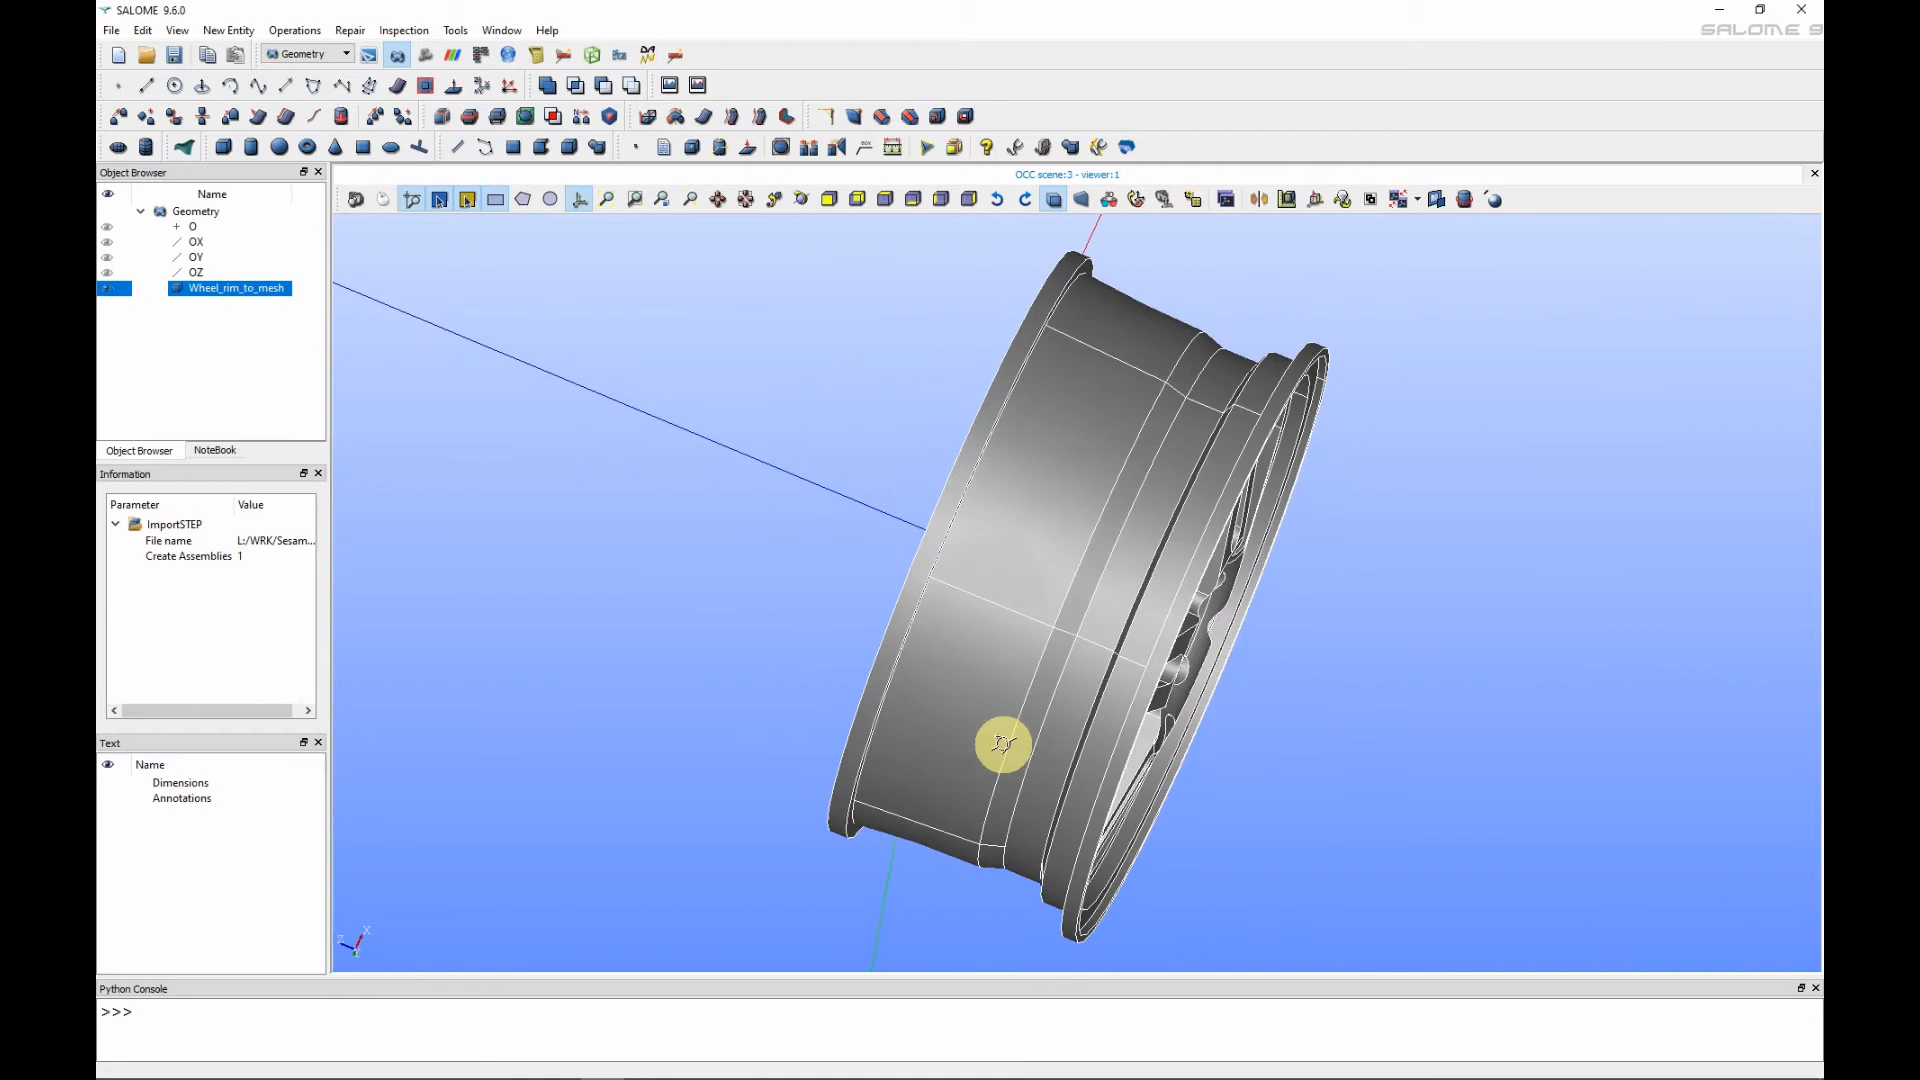 SALOME 9.6.0
File Edit View New Entity Operations Repair Inspection Tools Window Help
SALOME 9
Geometry
Object Browser
OCC scene:3 - viewer:1
Name
Geometry
O
OX
OY
OZ
Wheel_rim_to_mesh
Object Browser NoteBook
Information
Parameter Value
ImportSTEP
File name L:/WRK/Sesam...
Create Assemblies 1
Text
Name
Dimensions
Annotations
Z X
Python Console
>>>